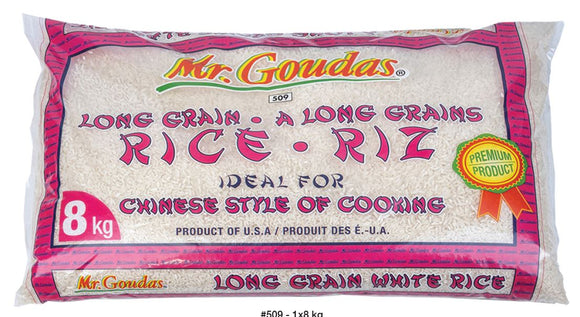 Mr. Goudas®
509
LONG GRAIN - A LONG GRAINS
RICE • RIZ
IDEAL FOR
CHINESE STYLE OF COOKING
PREMIUM
PRODUCT
8 kg
PRODUCT OF U.S.A / PRODUIT DES É.-U.A.
Mr. Goudas LONG GRAIN WHITE RICE
#509 - 1x8 kg